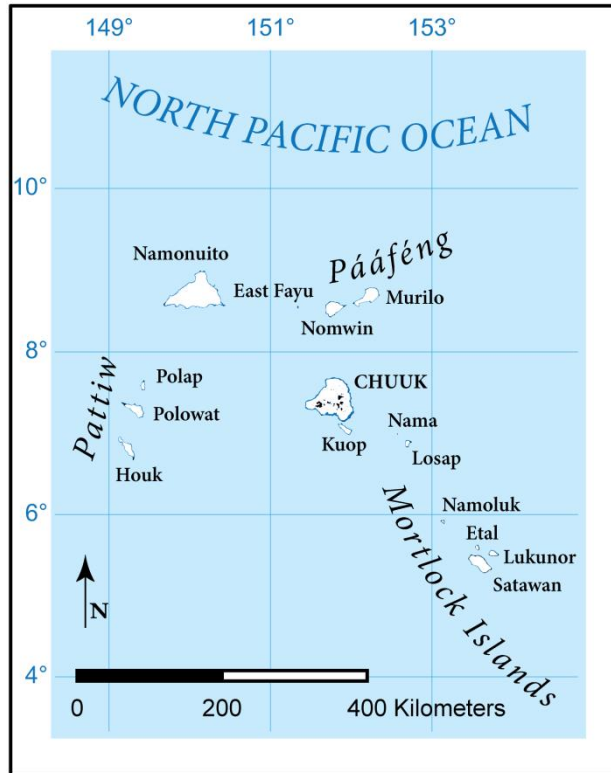 149° 151° 153°
NORTH PACIFIC OCEAN
10°
Namonuito
Pááféng
East Fayu
Murilo
Nomwin
8°
Pattiw
Polap
CHUUK
Polowat
Nama
Kuop
Losap
Houk
6°
Mortlock Islands
Namoluk
Etal
Lukunor
Satawan
N
4°
0 200 400 Kilometers